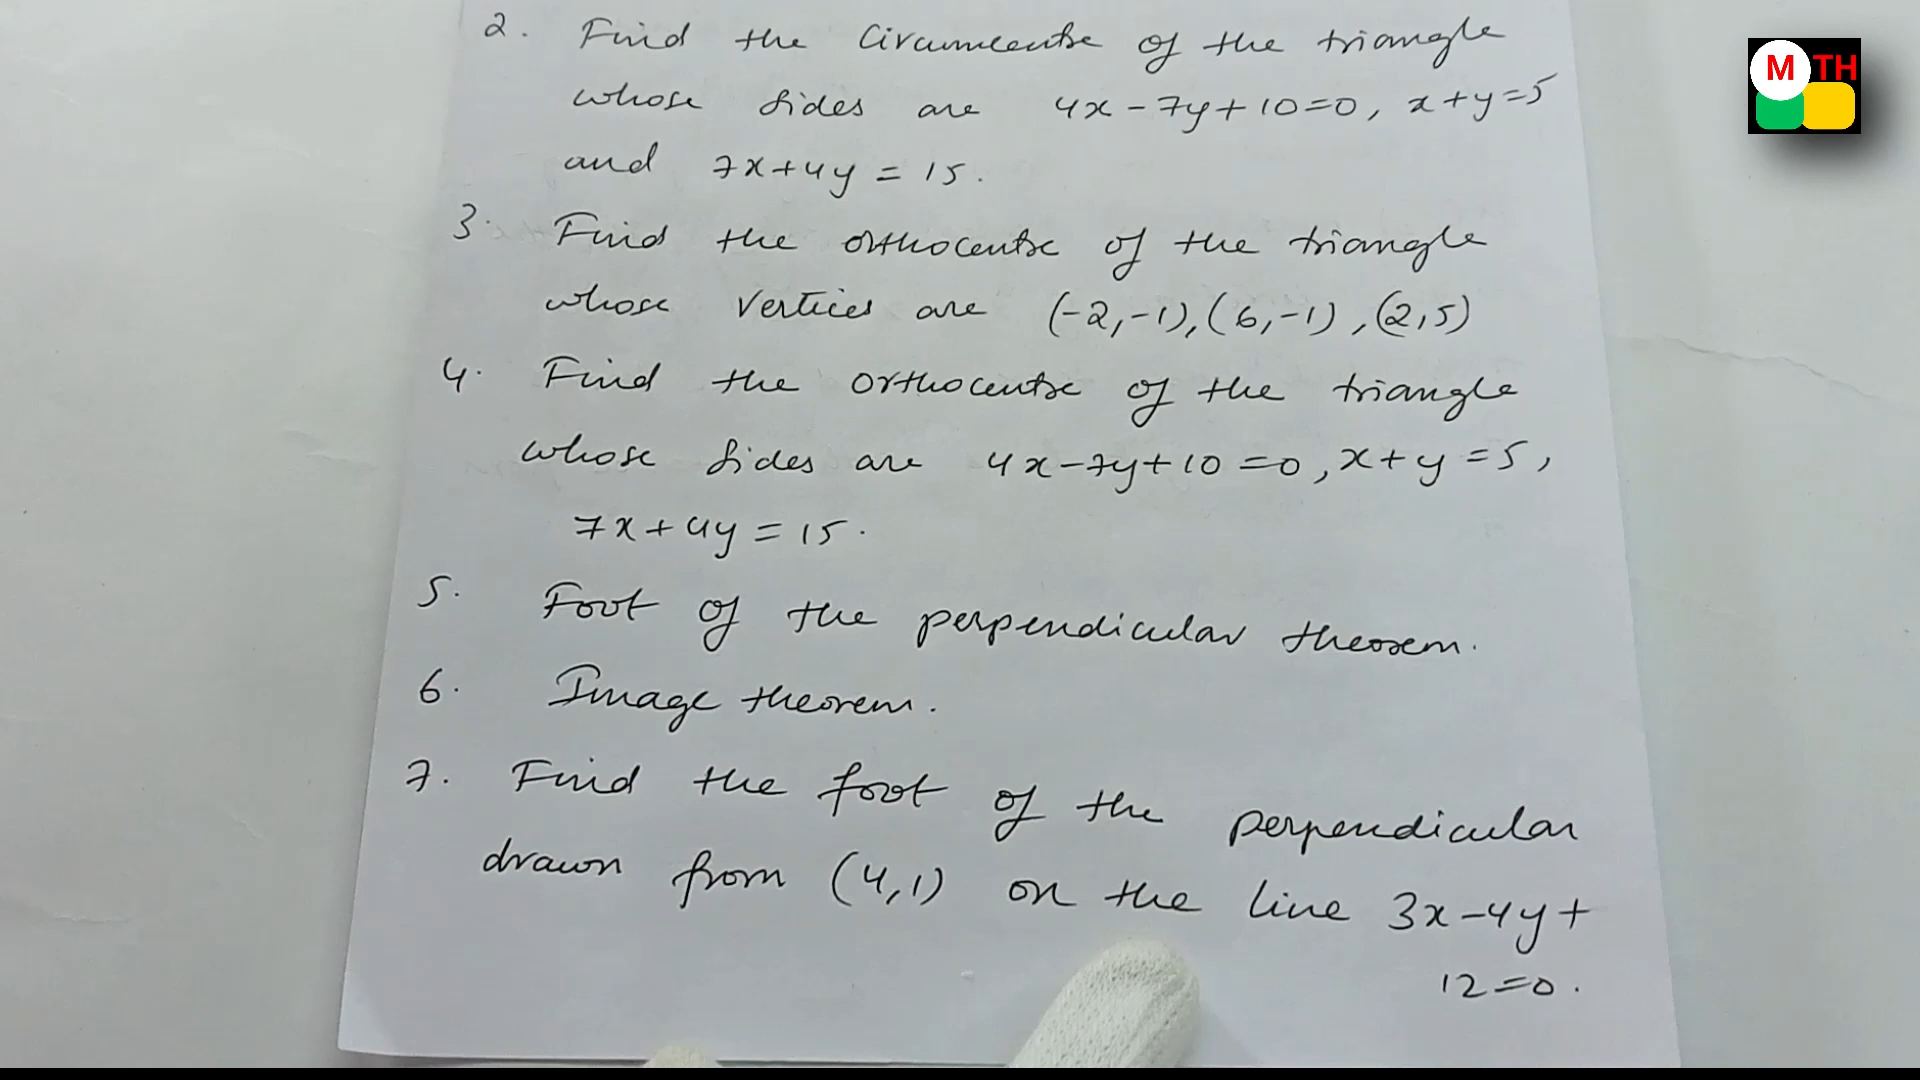 2. Find the Circumcentre of the triangle
whose sides are 4x-7y+10=0, x+y=5
and 7x+4y = 15.
3. Find the orthocentre of the triangle
whose vertices are (-2,-1), (6,-1), (2,5)
4. Find the orthocentre of the triangle
whose sides are 4x-7y+10=0, x+y=5,
7x+4y=15.
5. Foot of the perpendicular theorem.
6. Image theorem.
7. Find the foot of the perpendicular
drawn from (4,1) on the line 3x-4y+
12=0.
M TH